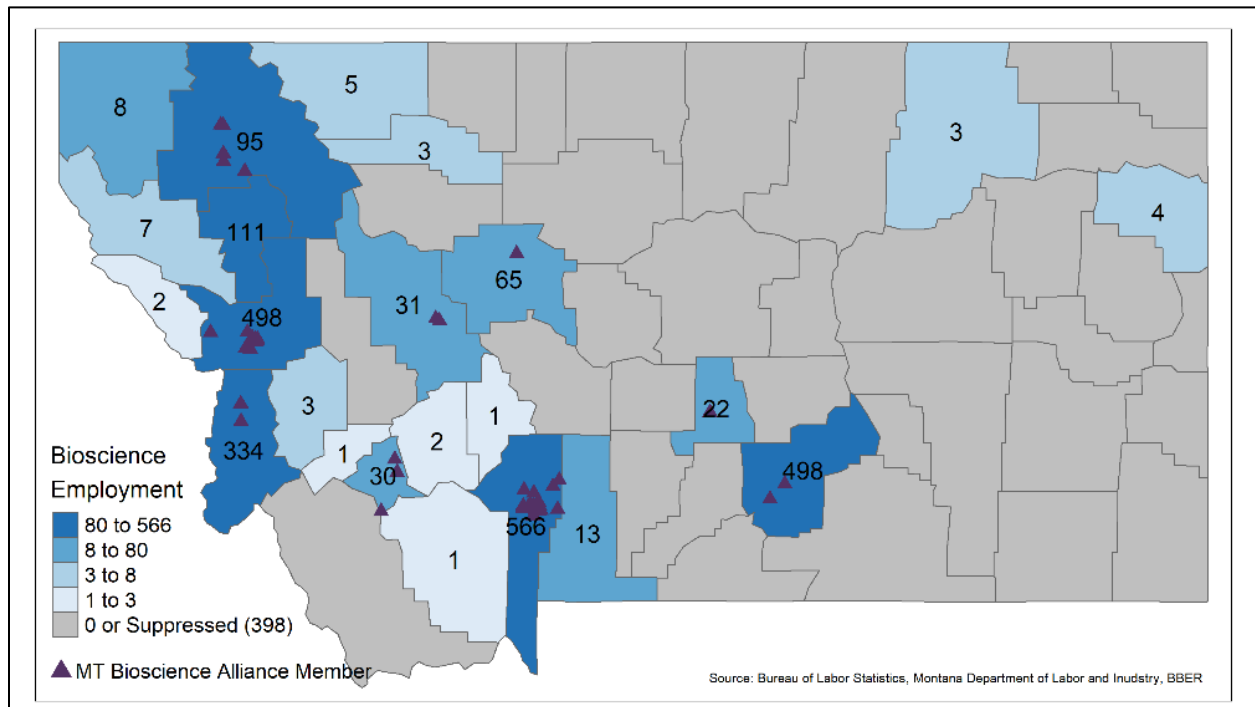 5
8
3
95
3
7
4
111
65
2
31
498
3
22
1
334
1
2
498
30
566
13
1
Bioscience
Employment
80 to 566
8 to 80
3 to 8
1 to 3
0 or Suppressed (398)
MT Bioscience Alliance Member
Source: Bureau of Labor Statistics, Montana Department of Labor and Inudstry, BBER